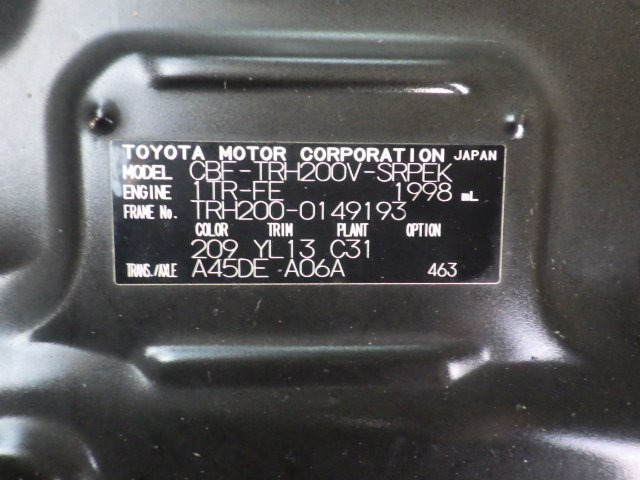 TOYOTA MOTOR CORPORATION JAPAN
MODEL CBF-TRH200V-SRPEK
ENGINE 1TR-FE 1998 mL
FRAME No. TRH200-0149193
COLOR TRIM PLANT OPTION
209 YL13 C31
TRANS./AXLE A45DE A06A 463